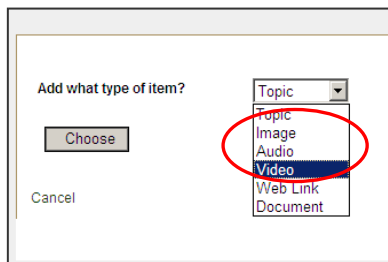 Add what type of item?
Topic
Topic
Image
Choose
Audio
Video
Web Link
Cancel
Document